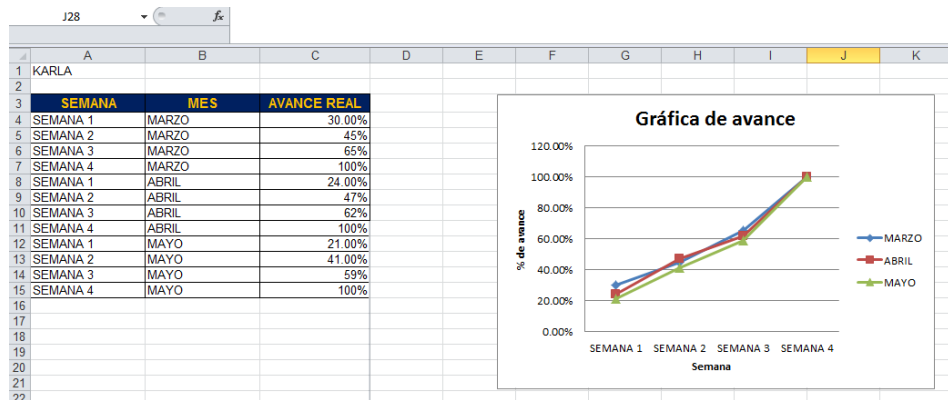 J28 fx
A B C D E F G H I J K
1 KARLA
2
3 SEMANA MES AVANCE REAL
4 SEMANA 1 MARZO 30.00%
5 SEMANA 2 MARZO 45%
6 SEMANA 3 MARZO 65%
7 SEMANA 4 MARZO 100%
8 SEMANA 1 ABRIL 24.00%
9 SEMANA 2 ABRIL 47%
10 SEMANA 3 ABRIL 62%
11 SEMANA 4 ABRIL 100%
12 SEMANA 1 MAYO 21.00%
13 SEMANA 2 MAYO 41.00%
14 SEMANA 3 MAYO 59%
15 SEMANA 4 MAYO 100%
16
17
18
19
20
21
22
Gráfica de avance
% de avance
120.00%
100.00%
80.00%
60.00%
40.00%
20.00%
0.00%
SEMANA 1 SEMANA 2 SEMANA 3 SEMANA 4
Semana
MARZO
ABRIL
MAYO